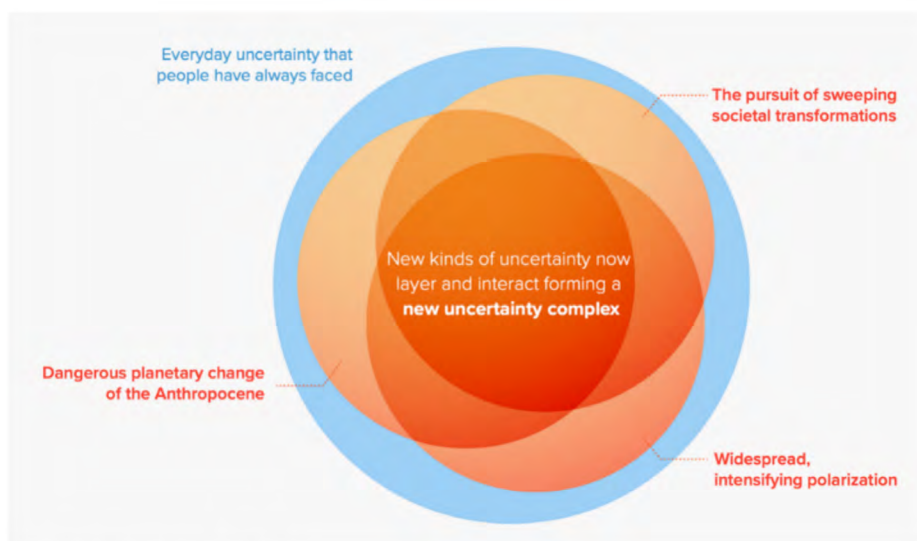 Everyday uncertainty that
people have always faced
The pursuit of sweeping
societal transformations
New kinds of uncertainty now
layer and interact forming a
new uncertainty complex
Dangerous planetary change
of the Anthropocene
Widespread,
intensifying polarization